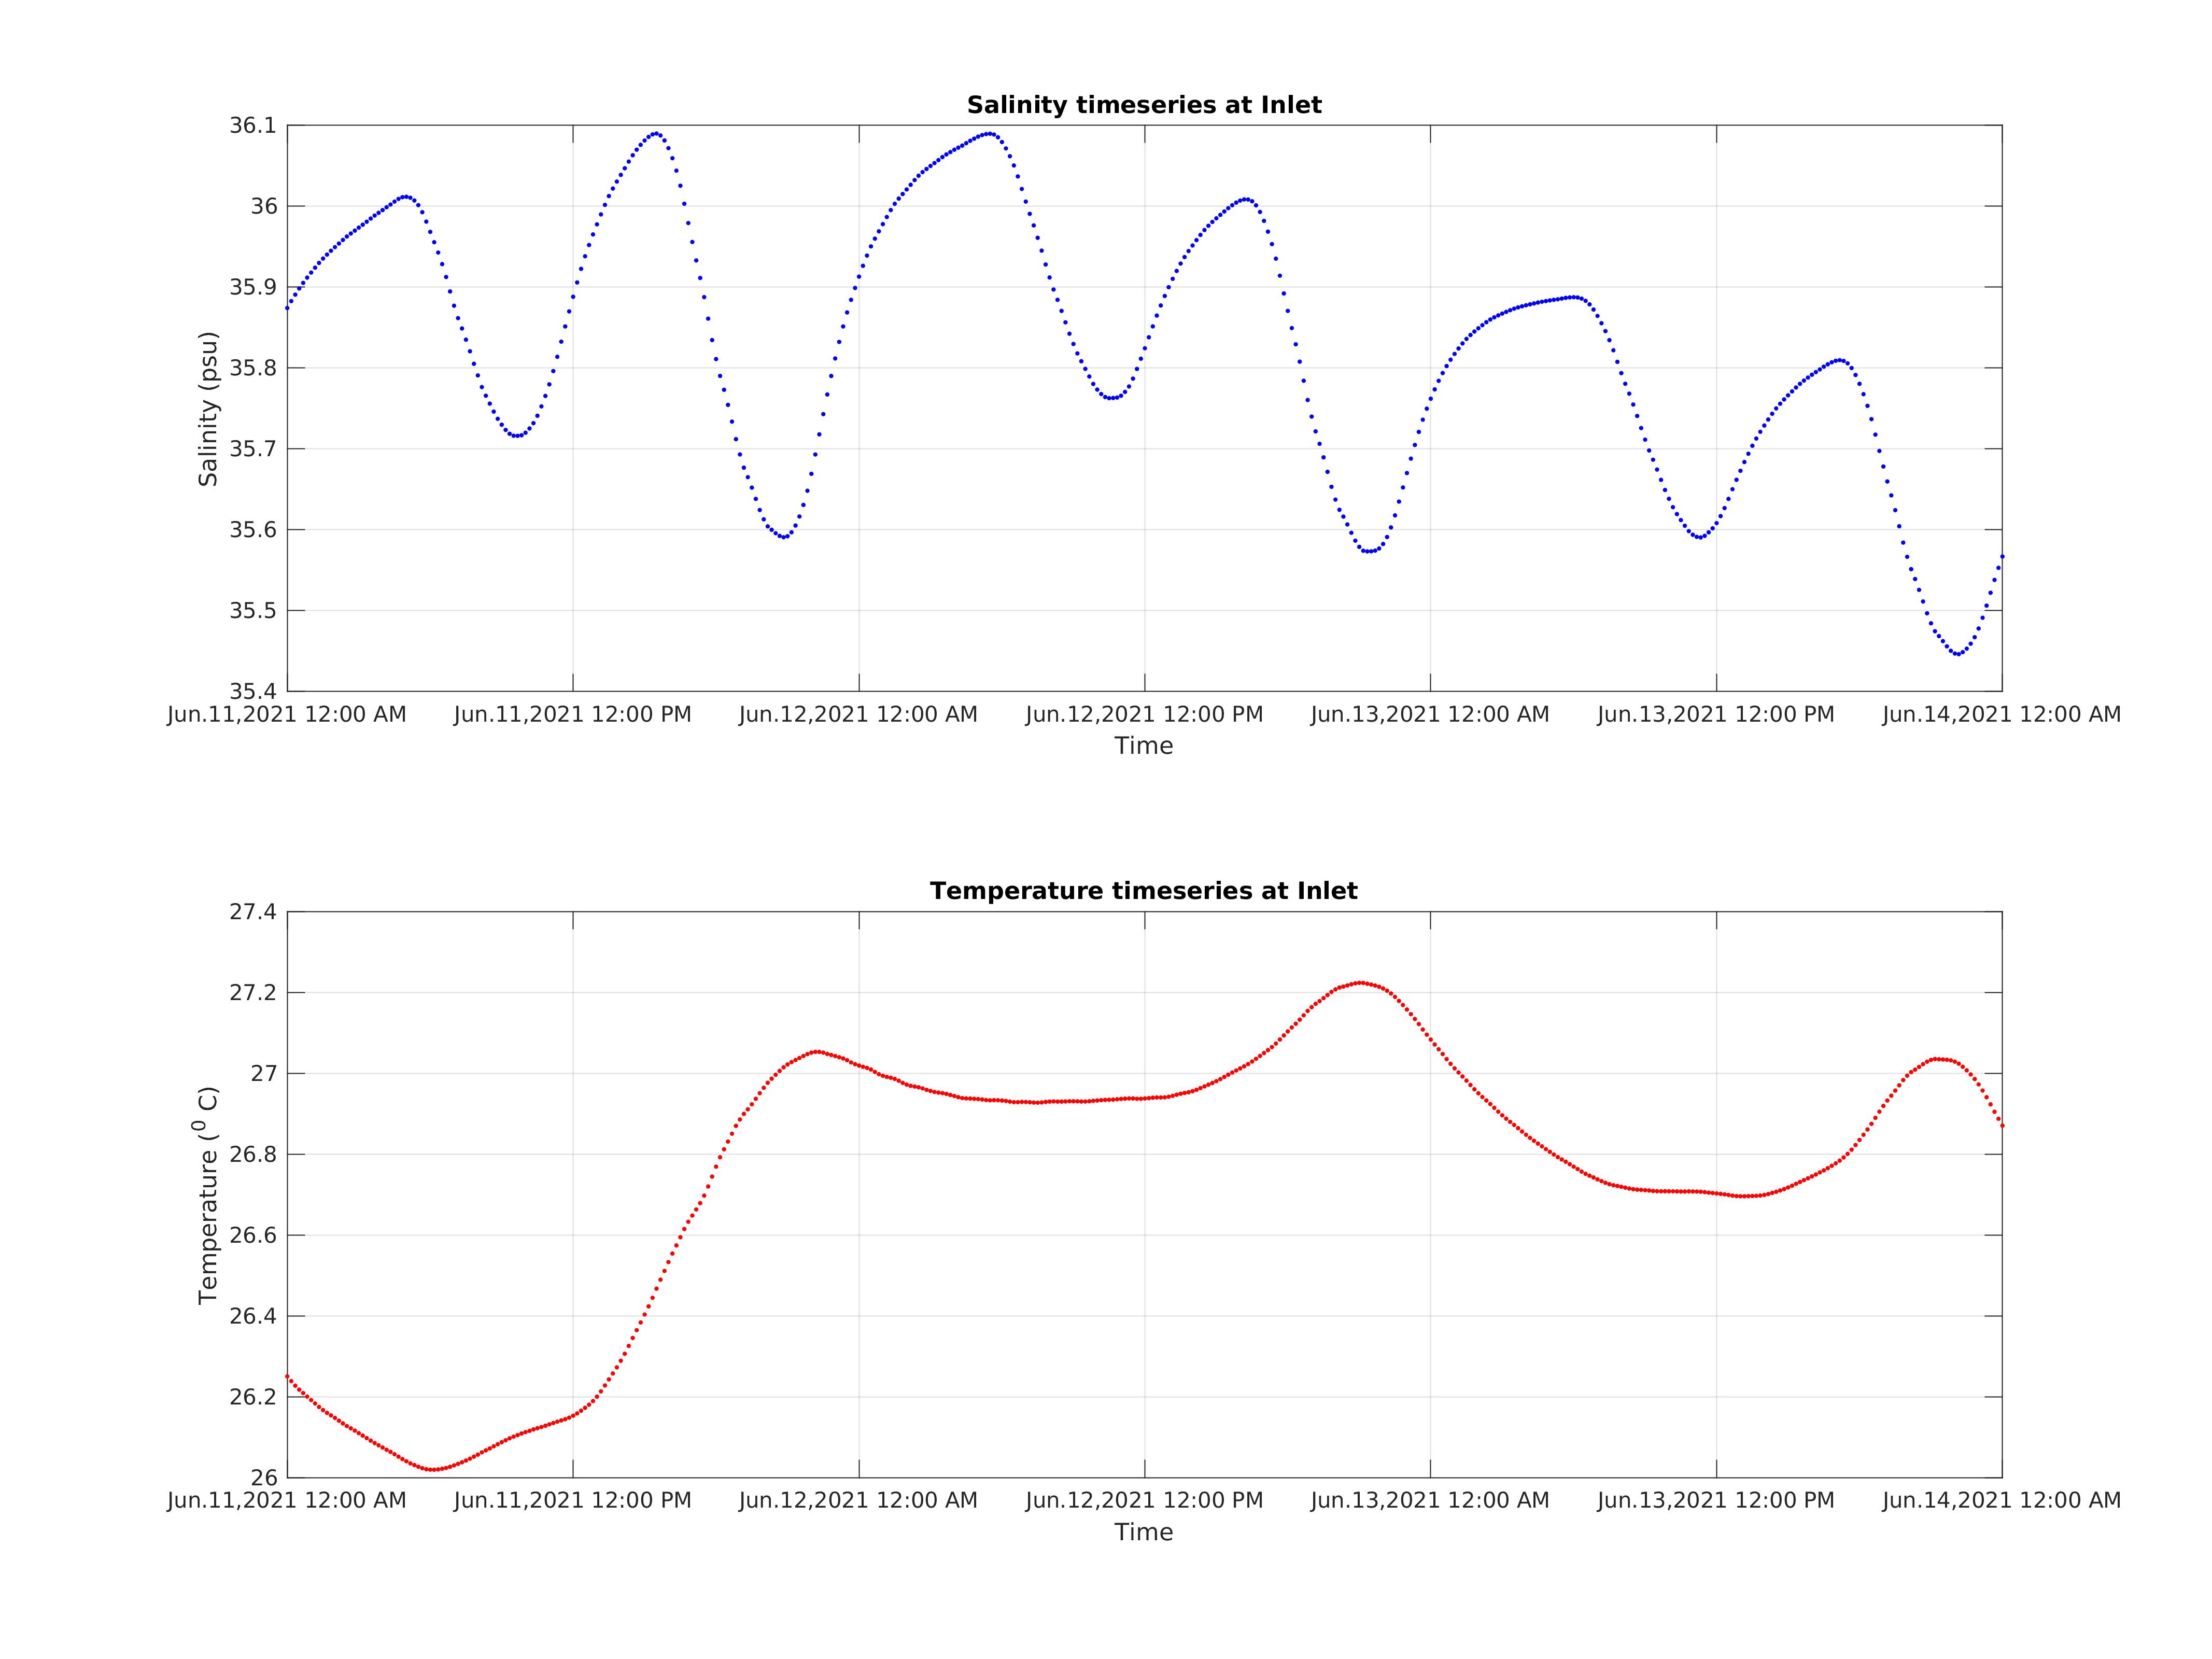 Salinity timeseries at Inlet
36.1
36
35.9
35.8
35.7
35.6
35.5
35.4
Salinity (psu)
Jun.11,2021 12:00 AM Jun.11,2021 12:00 PM Jun.12,2021 12:00 AM Jun.12,2021 12:00 PM Jun.13,2021 12:00 AM Jun.13,2021 12:00 PM Jun.14,2021 12:00 AM
Time
Temperature timeseries at Inlet
27.4
27.2
27
26.8
26.6
26.4
26.2
26
Temperature (⁰ C)
Jun.11,2021 12:00 AM Jun.11,2021 12:00 PM Jun.12,2021 12:00 AM Jun.12,2021 12:00 PM Jun.13,2021 12:00 AM Jun.13,2021 12:00 PM Jun.14,2021 12:00 AM
Time